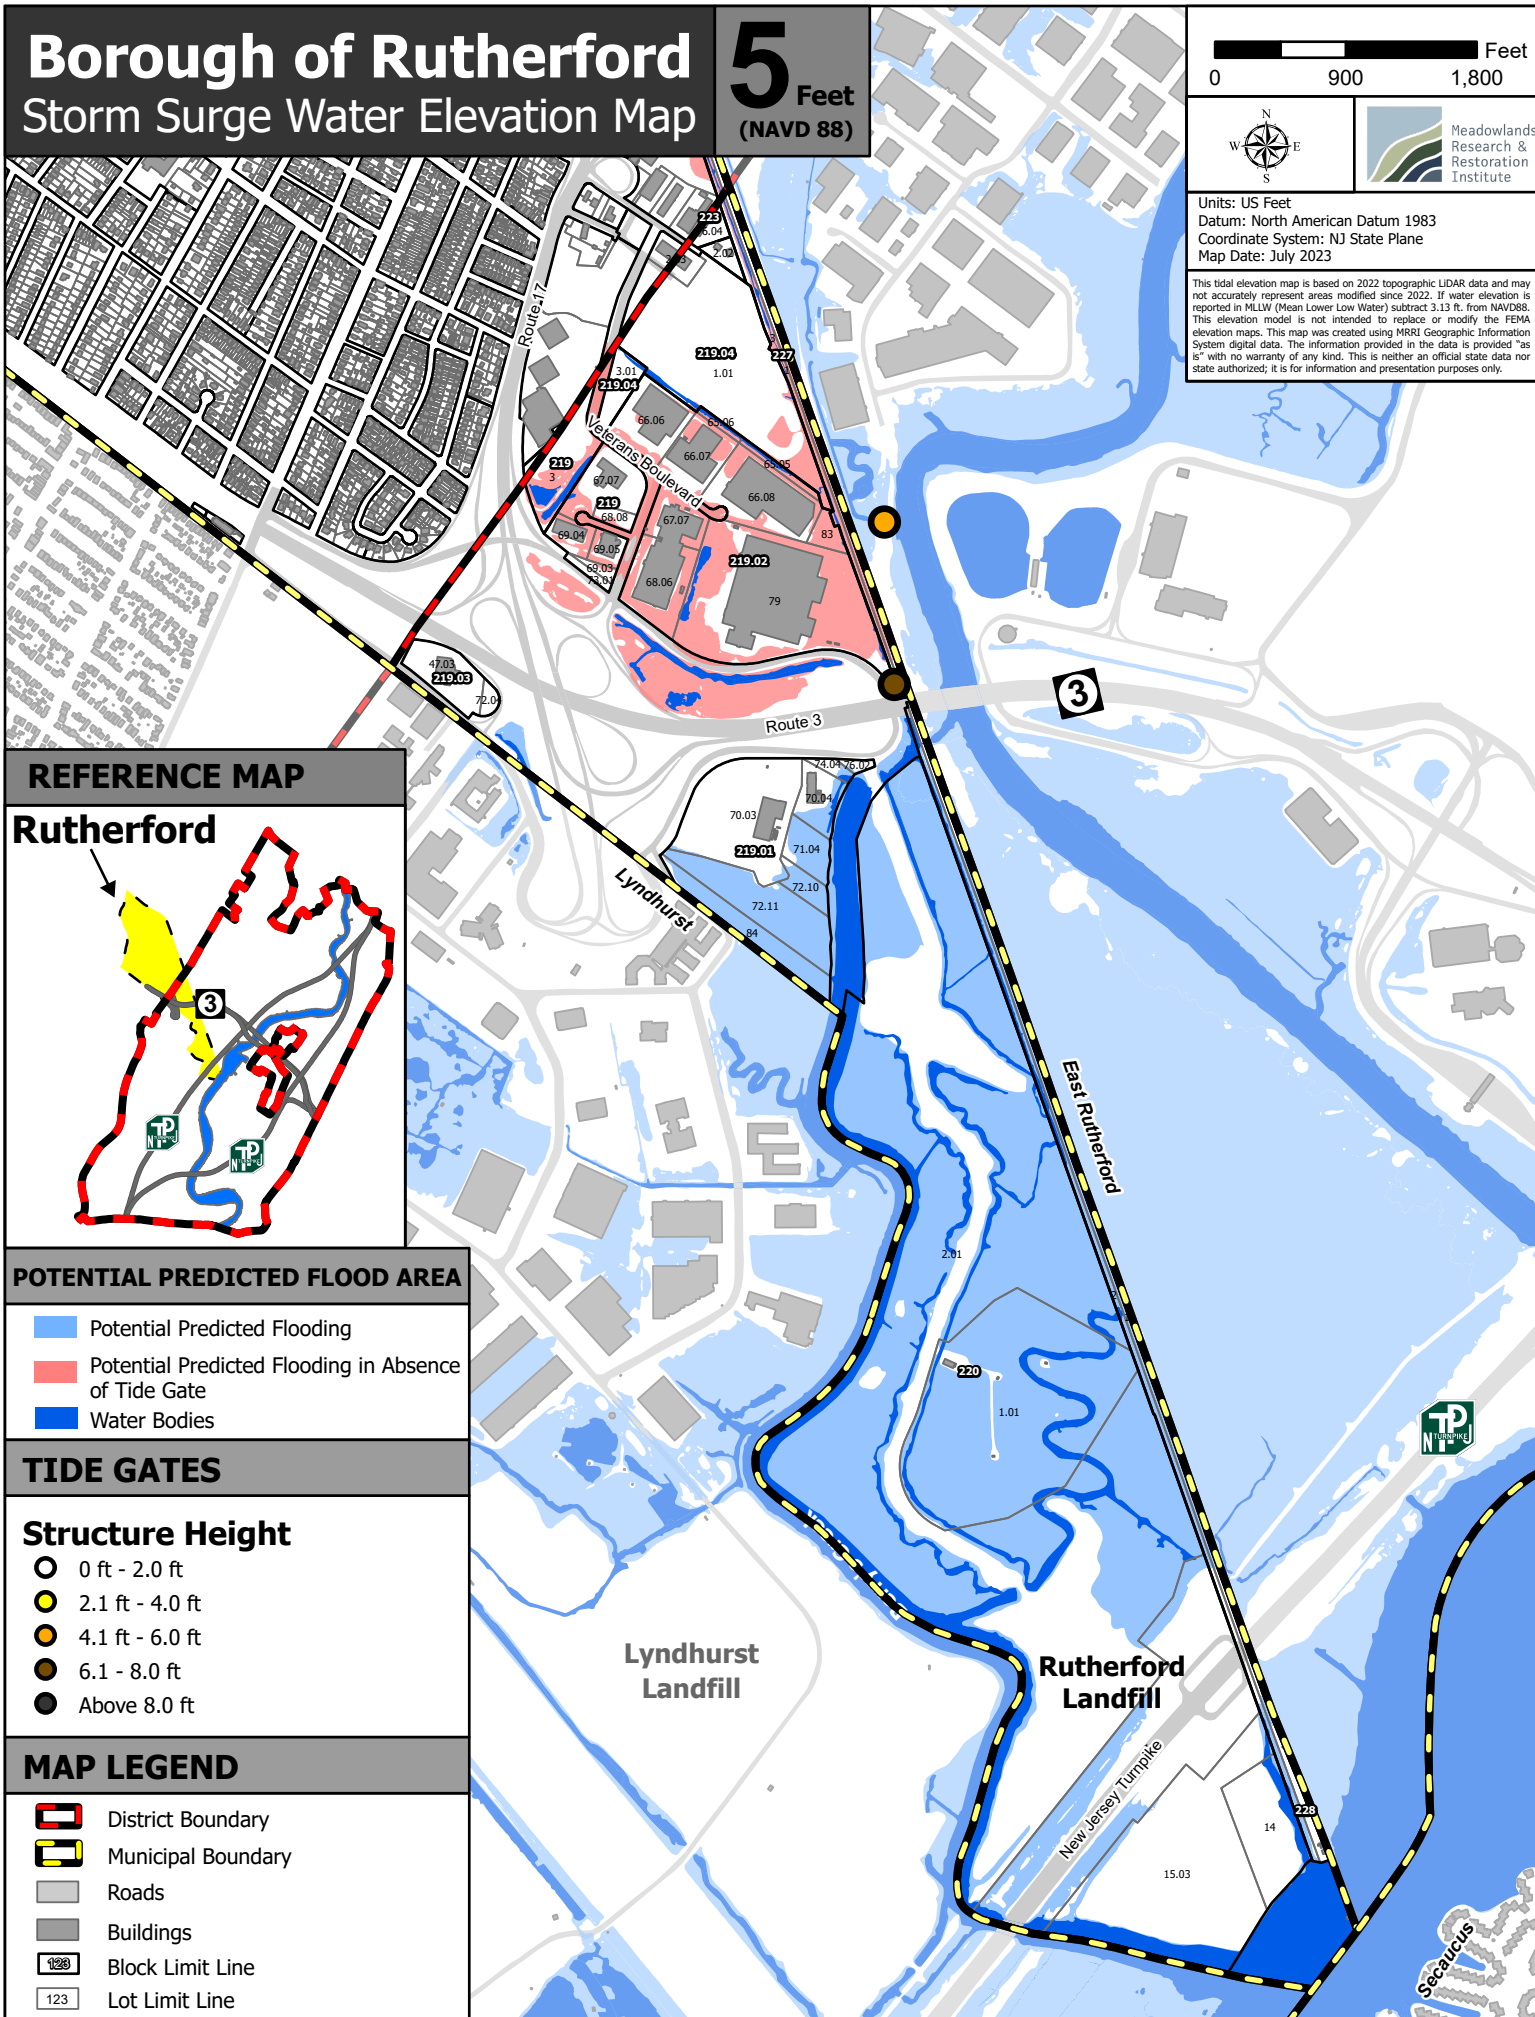 Borough of Rutherford
Storm Surge Water Elevation Map
5 Feet
(NAVD 88)
Feet
0 900 1,800
N
W E
S
Meadowlands
Research &
Restoration
Institute
Units: US Feet
Datum: North American Datum 1983
Coordinate System: NJ State Plane
Map Date: July 2023
This tidal elevation map is based on 2022 topographic LiDAR data and may
not accurately represent areas modified since 2022. If water elevation is
reported in MLLW (Mean Lower Low Water) subtract 3.13 ft. from NAVD88.
This elevation model is not intended to replace or modify the FEMA
elevation maps. This map was created using MRRI Geographic Information
System digital data. The information provided in the data is provided "as
is" with no warranty of any kind. This is neither an official state data nor
state authorized; it is for information and presentation purposes only.
223
6.04
2.02
Route 17
219.04
1.01
227
3.01
219.04
66.06
65.06
Veterans Boulevard
66.07
65.05
219
3
67.07
66.08
219
68.08
67.07
69.04
83
69.05
219.02
69.03
73.01
68.06
79
47.03
219.03
72.04
3
Route 3
74.04
76.02
70.04
70.03
219.01
71.04
72.10
72.11
84
Lyndhurst
East Rutherford
2.01
220
1.01
NJ TP TURNPIKE
Lyndhurst
Landfill
Rutherford
Landfill
New Jersey Turnpike
228
14
15.03
Secaucus
REFERENCE MAP
Rutherford
3
NJ TP TURNPIKE
NJ TP TURNPIKE
POTENTIAL PREDICTED FLOOD AREA
Potential Predicted Flooding
Potential Predicted Flooding in Absence
of Tide Gate
Water Bodies
TIDE GATES
Structure Height
0 ft - 2.0 ft
2.1 ft - 4.0 ft
4.1 ft - 6.0 ft
6.1 - 8.0 ft
Above 8.0 ft
MAP LEGEND
District Boundary
Municipal Boundary
Roads
Buildings
123 Block Limit Line
123 Lot Limit Line